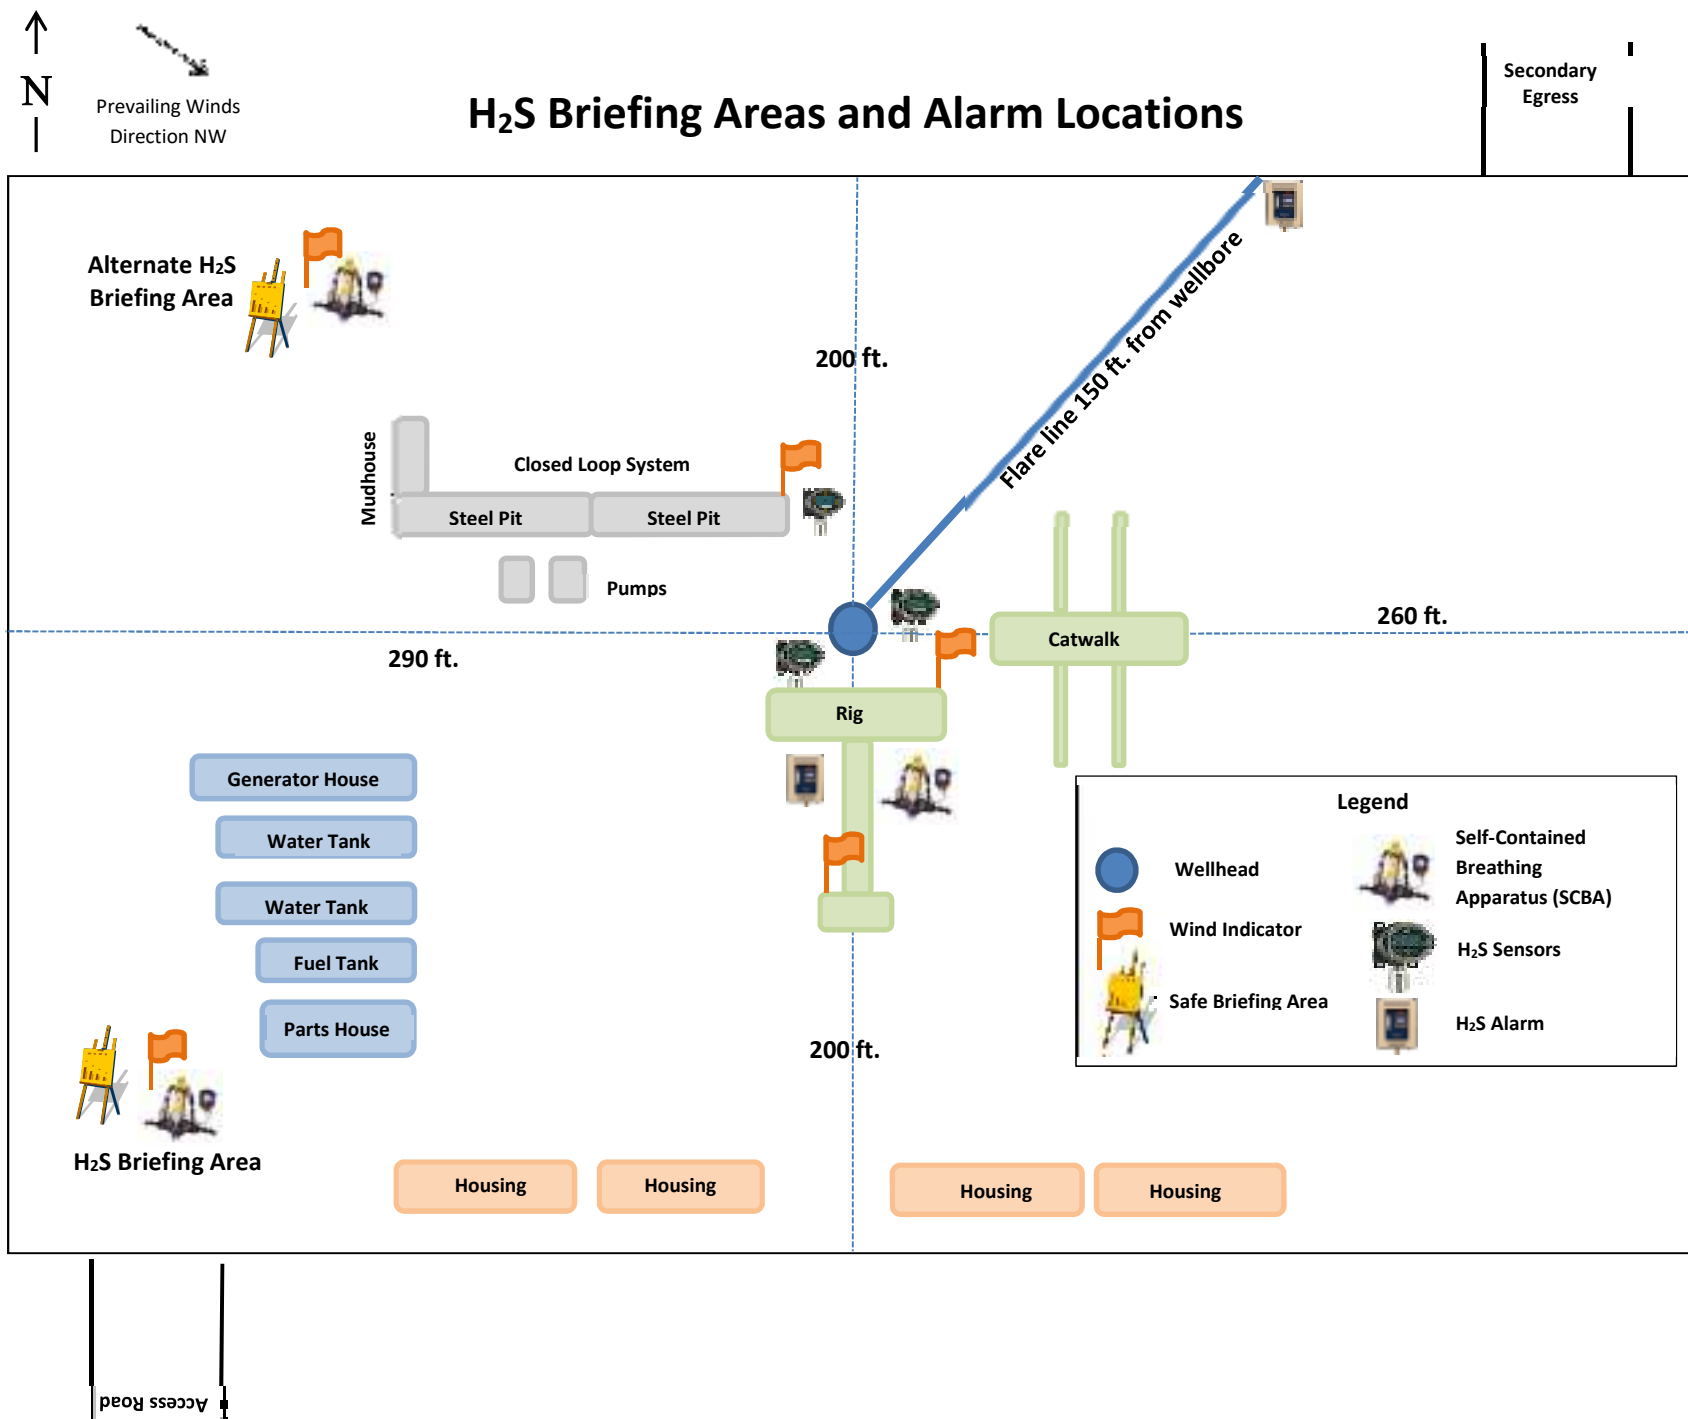 N
Prevailing Winds
Direction NW
H₂S Briefing Areas and Alarm Locations
Secondary
Egress
Alternate H₂S
Briefing Area
200 ft.
Flare line 150 ft. from wellbore
Mudhouse
Closed Loop System
Steel Pit
Steel Pit
Pumps
290 ft.
260 ft.
Catwalk
Rig
Generator House
Water Tank
Water Tank
Fuel Tank
Parts House
200 ft.
H₂S Briefing Area
Housing
Housing
Housing
Housing
Legend
Wellhead
Wind Indicator
Safe Briefing Area
Self-Contained
Breathing
Apparatus (SCBA)
H₂S Sensors
H₂S Alarm
Access Road